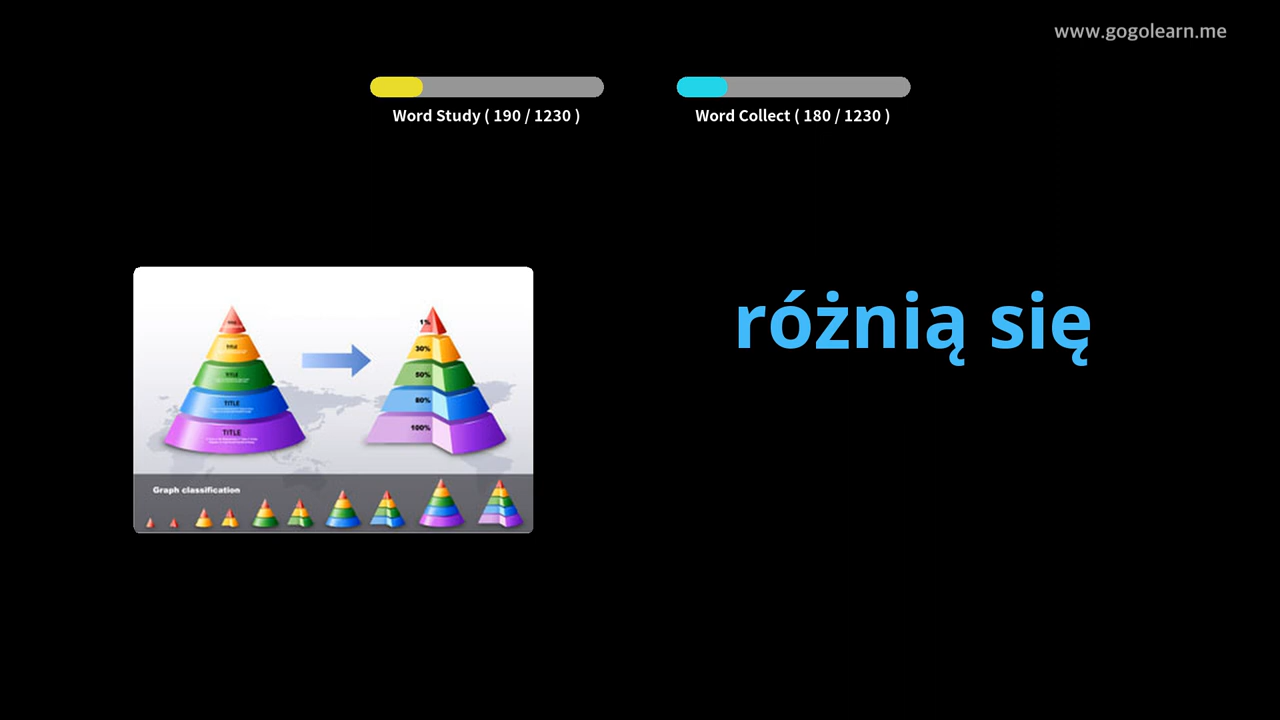 www.gogolearn.me
Word Study ( 190 / 1230 )
Word Collect ( 180 / 1230 )
różnią się
TITLE
TITLE
TITLE
TITLE
1%
30%
50%
80%
100%
Graph classification